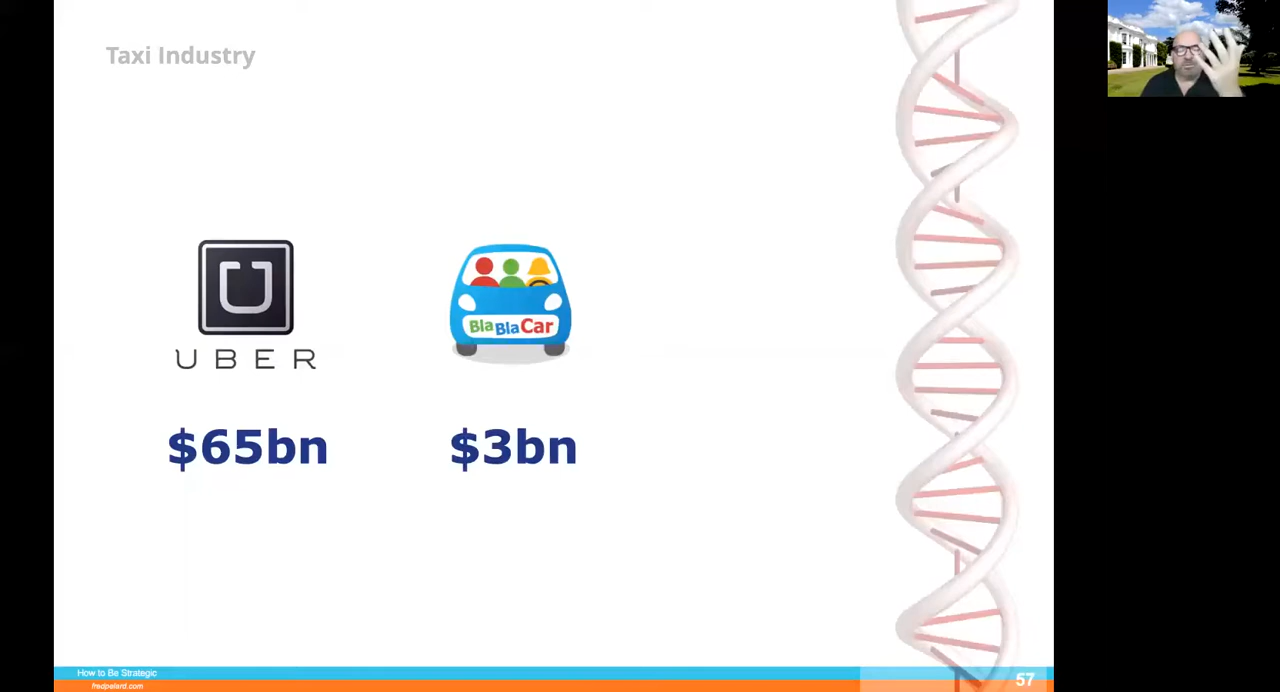 Taxi Industry
U
UBER
BlaBlaCar
$65bn
$3bn
How to Be Strategic
fredpelard.com
57